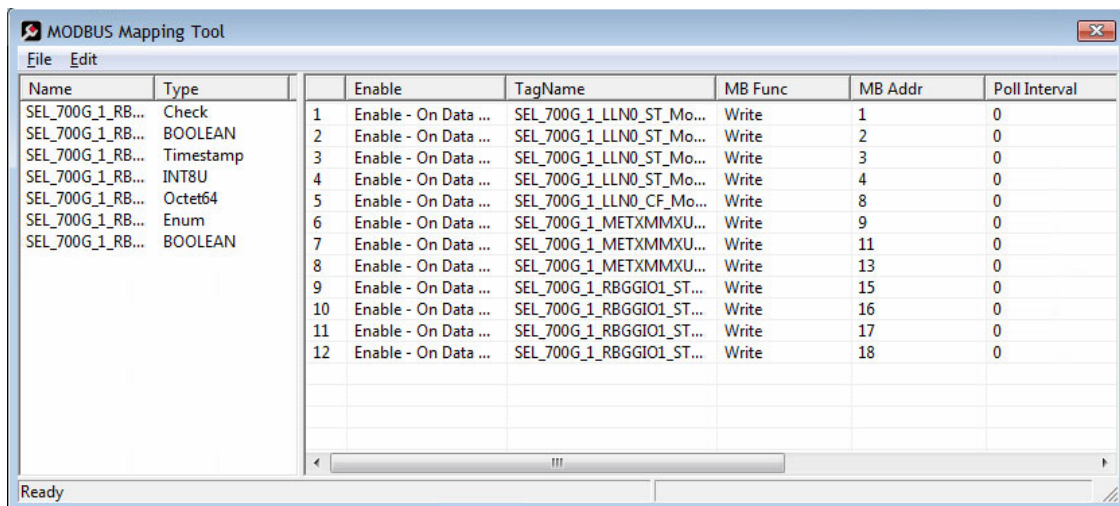 MODBUS Mapping Tool
File Edit
Name Type Enable TagName MB Func MB Addr Poll Interval
SEL_700G_1_RB... Check 1 Enable - On Data ... SEL_700G_1_LLN0_ST_Mo... Write 1 0
SEL_700G_1_RB... BOOLEAN 2 Enable - On Data ... SEL_700G_1_LLN0_ST_Mo... Write 2 0
SEL_700G_1_RB... Timestamp 3 Enable - On Data ... SEL_700G_1_LLN0_ST_Mo... Write 3 0
SEL_700G_1_RB... INT8U 4 Enable - On Data ... SEL_700G_1_LLN0_ST_Mo... Write 4 0
SEL_700G_1_RB... Octet64 5 Enable - On Data ... SEL_700G_1_LLN0_CF_Mo... Write 8 0
SEL_700G_1_RB... Enum 6 Enable - On Data ... SEL_700G_1_METXMMXU... Write 9 0
SEL_700G_1_RB... BOOLEAN 7 Enable - On Data ... SEL_700G_1_METXMMXU... Write 11 0
8 Enable - On Data ... SEL_700G_1_METXMMXU... Write 13 0
9 Enable - On Data ... SEL_700G_1_RBGGIO1_ST... Write 15 0
10 Enable - On Data ... SEL_700G_1_RBGGIO1_ST... Write 16 0
11 Enable - On Data ... SEL_700G_1_RBGGIO1_ST... Write 17 0
12 Enable - On Data ... SEL_700G_1_RBGGIO1_ST... Write 18 0
Ready